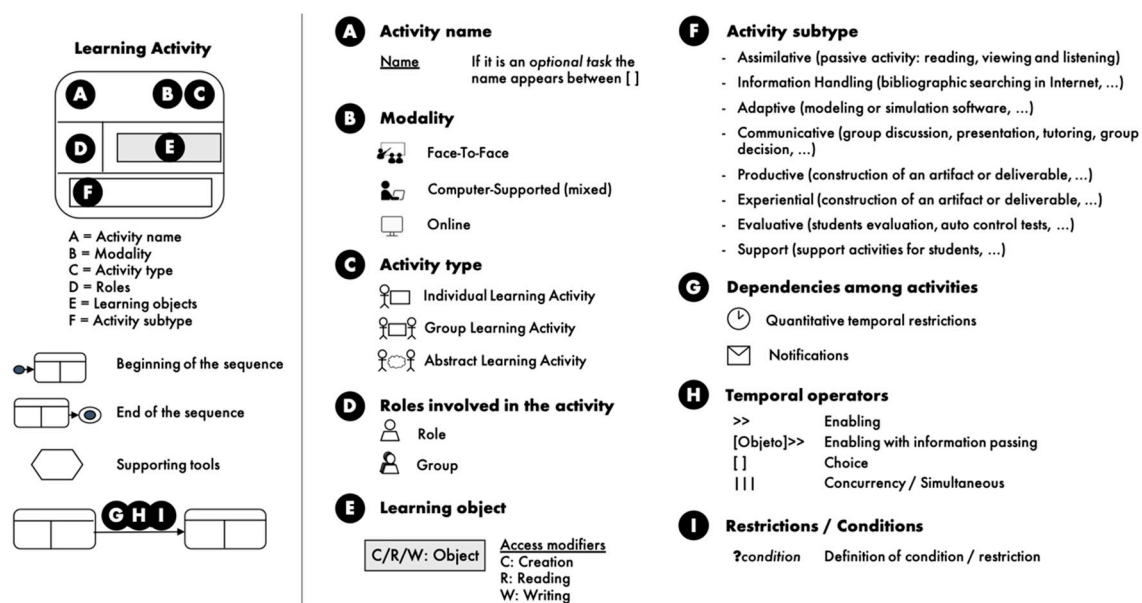 Learning Activity
A
B
C
D
E
F
A = Activity name
B = Modality
C = Activity type
D = Roles
E = Learning objects
F = Activity subtype
Beginning of the sequence
End of the sequence
Supporting tools
G H I
A Activity name
Name If it is an optional task the
name appears between [ ]
B Modality
Face-To-Face
Computer-Supported (mixed)
Online
C Activity type
Individual Learning Activity
Group Learning Activity
Abstract Learning Activity
D Roles involved in the activity
Role
Group
E Learning object
C/R/W: Object
Access modifiers
C: Creation
R: Reading
W: Writing
F Activity subtype
- Assimilative (passive activity: reading, viewing and listening)
- Information Handling (bibliographic searching in Internet, ...)
- Adaptive (modeling or simulation software, ...)
- Communicative (group discussion, presentation, tutoring, group
decision, ...)
- Productive (construction of an artifact or deliverable, ...)
- Experiential (construction of an artifact or deliverable, ...)
- Evaluative (students evaluation, auto control tests, ...)
- Support (support activities for students, ...)
G Dependencies among activities
Quantitative temporal restrictions
Notifications
H Temporal operators
>> Enabling
[Objeto]>> Enabling with information passing
[ ] Choice
||| Concurrency / Simultaneous
I Restrictions / Conditions
?condition Definition of condition / restriction